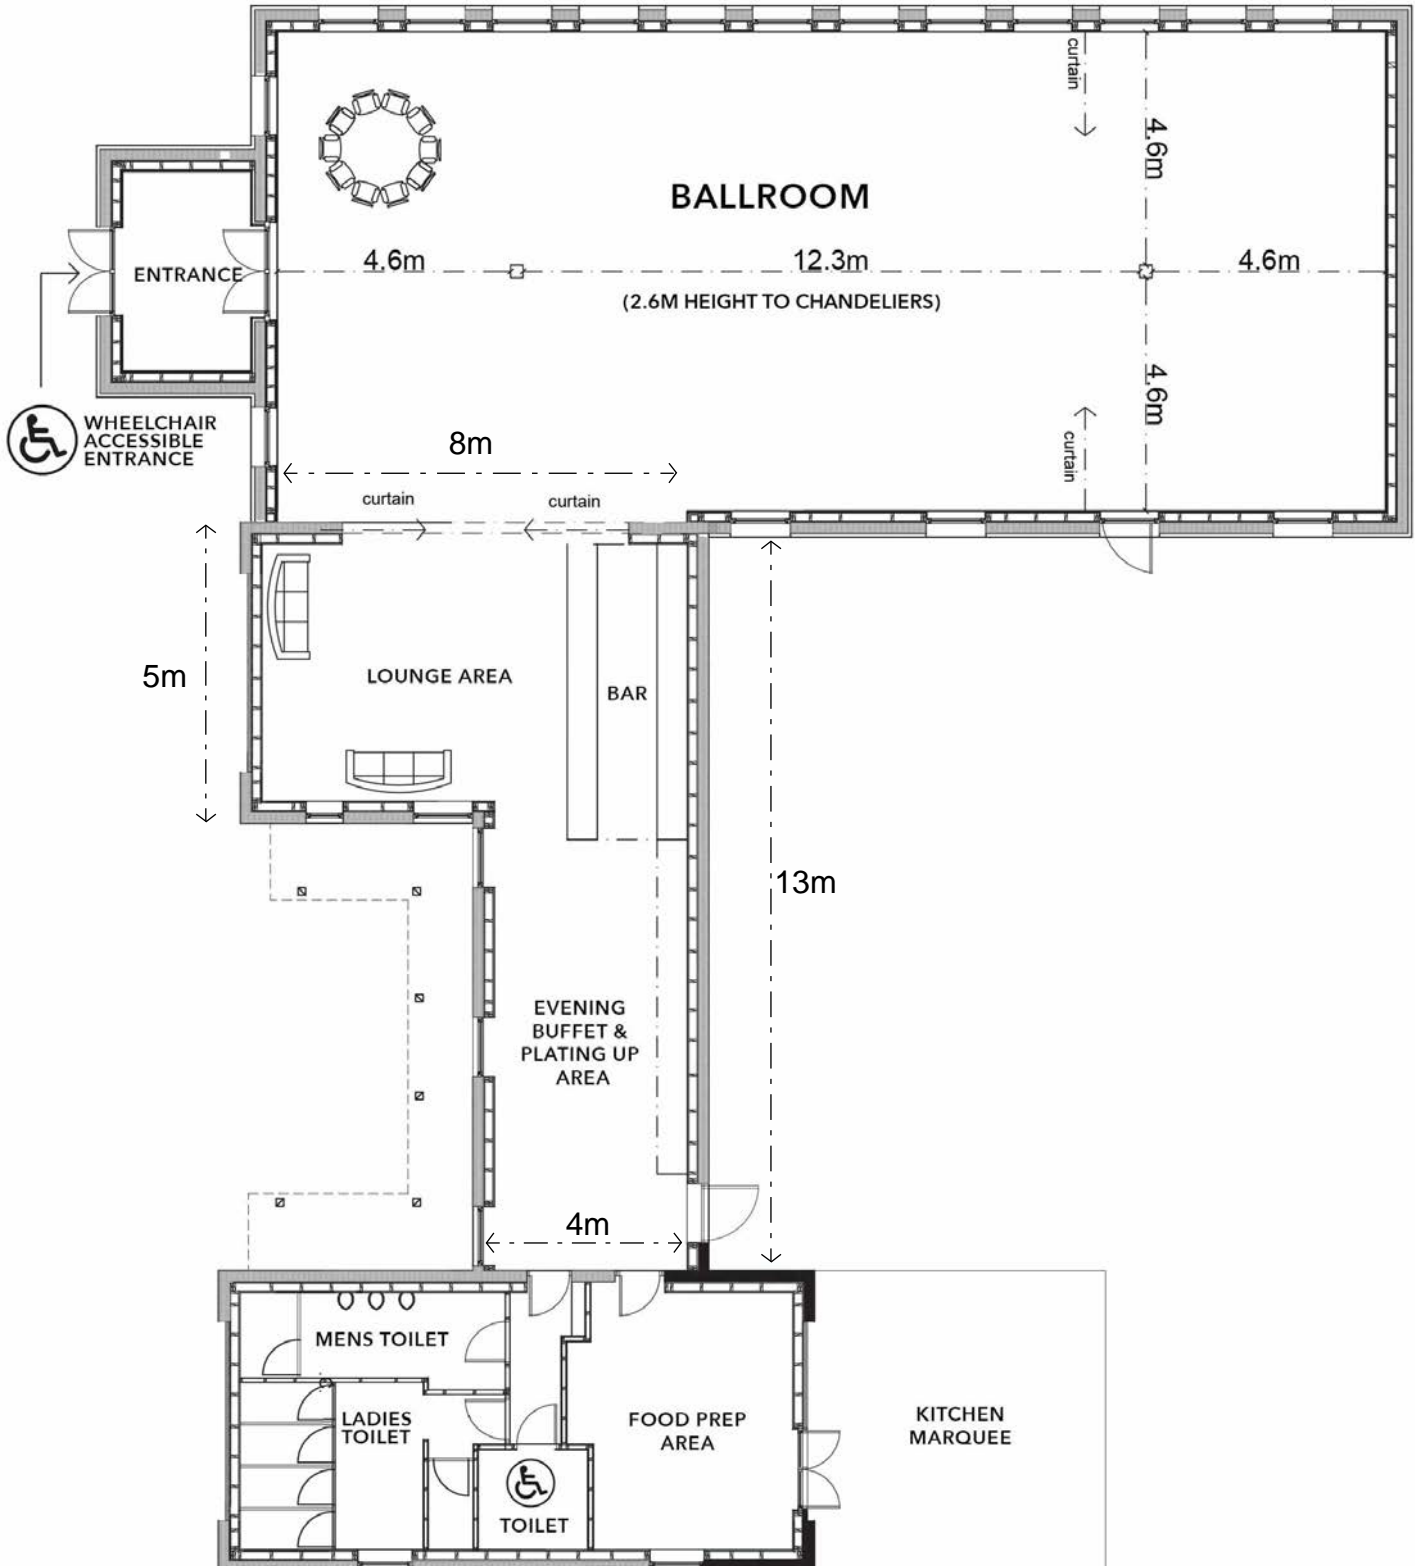 curtain
4.6m
BALLROOM
ENTRANCE
4.6m
12.3m
4.6m
(2.6M HEIGHT TO CHANDELIERS)
4.6m
WHEELCHAIR
ACCESSIBLE
ENTRANCE
8m
curtain
curtain
curtain
5m
LOUNGE AREA
BAR
13m
EVENING
BUFFET &
PLATING UP
AREA
4m
MENS TOILET
LADIES
TOILET
FOOD PREP
AREA
KITCHEN
MARQUEE
TOILET